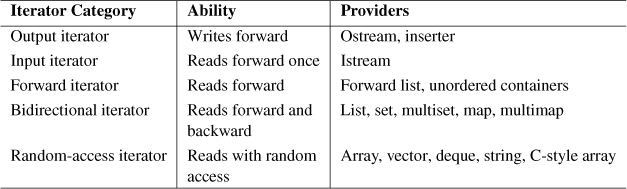 Iterator Category Ability Providers
Output iterator Writes forward Ostream, inserter
Input iterator Reads forward once Istream
Forward iterator Reads forward Forward list, unordered containers
Bidirectional iterator Reads forward and List, set, multiset, map, multimap
backward
Random-access iterator Reads with random Array, vector, deque, string, C-style array
access